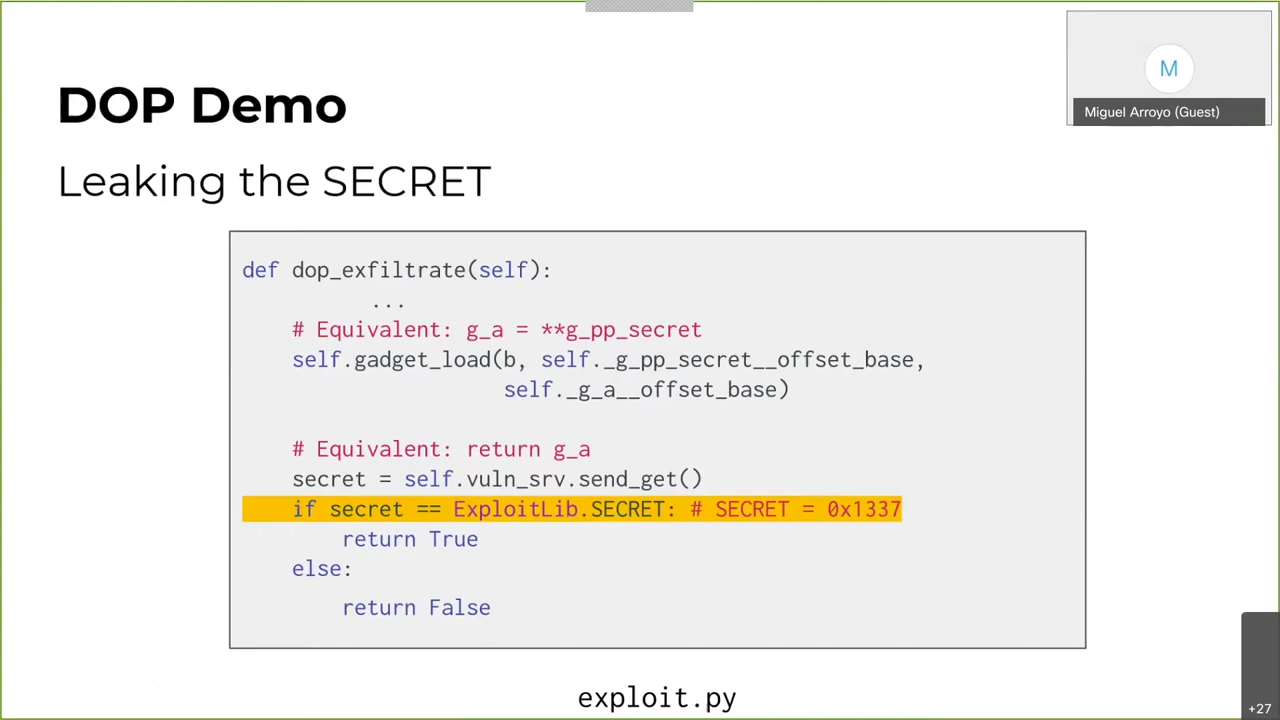 M
Miguel Arroyo (Guest)
DOP Demo
Leaking the SECRET
def dop_exfiltrate(self):
...
# Equivalent: g_a = **g_pp_secret
self.gadget_load(b, self._g_pp_secret__offset_base,
self._g_a__offset_base)
# Equivalent: return g_a
secret = self.vuln_srv.send_get()
if secret == ExploitLib.SECRET: # SECRET = 0x1337
return True
else:
return False
exploit.py
+27